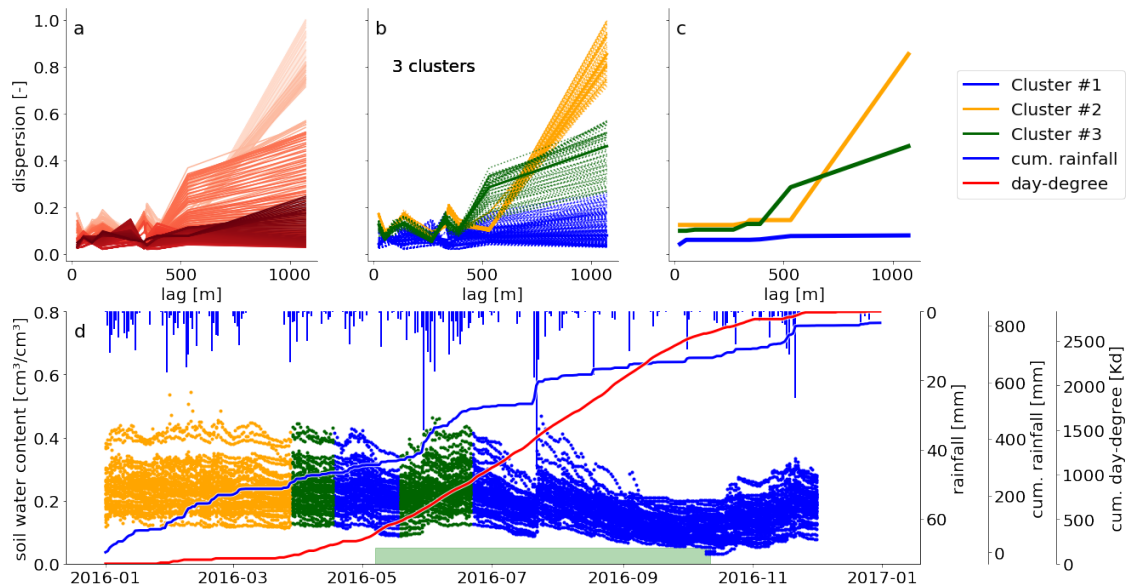 a
b
c
3 clusters
dispersion [-]
1.0
0.8
0.6
0.4
0.2
0.0
0
500
1000
lag [m]
0
500
1000
lag [m]
0
500
1000
lag [m]
Cluster #1
Cluster #2
Cluster #3
cum. rainfall
day-degree
d
soil water content [cm³/cm³]
0.8
0.6
0.4
0.2
0.0
2016-01
2016-03
2016-05
2016-07
2016-09
2016-11
2017-01
0
20
40
60
rainfall [mm]
800
600
400
200
0
cum. rainfall [mm]
2500
2000
1500
1000
500
0
cum. day-degree [Kd]